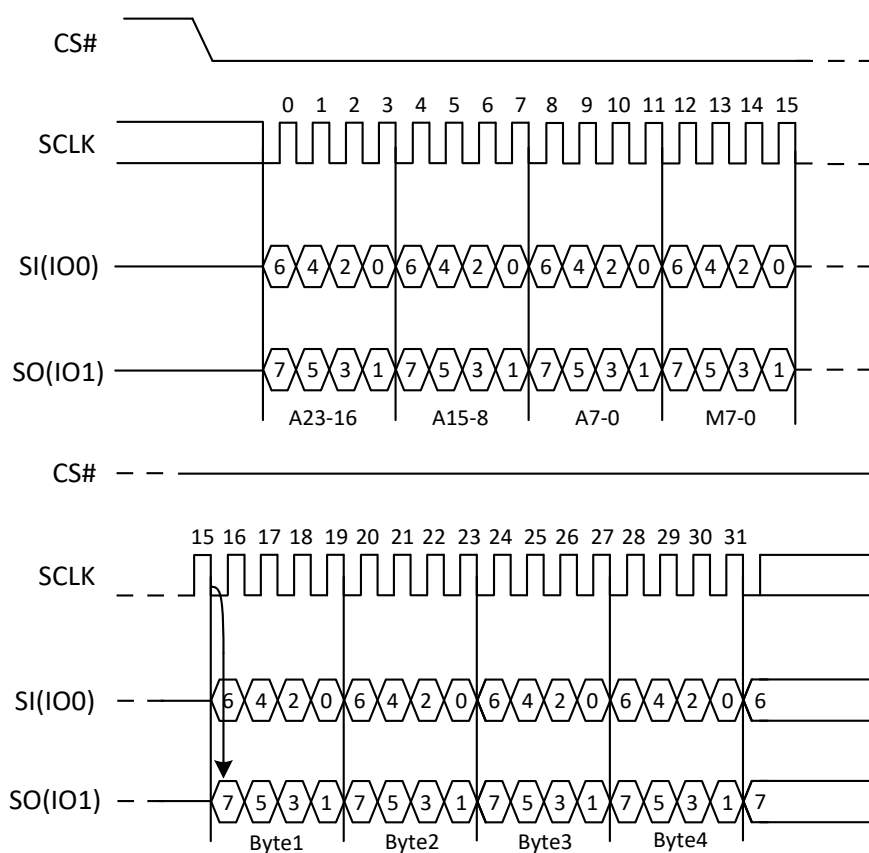 CS#
0 1 2 3 4 5 6 7 8 9 10 11 12 13 14 15
SCLK
SI(IO0) 6 4 2 0 6 4 2 0 6 4 2 0 6 4 2 0
SO(IO1) 7 5 3 1 7 5 3 1 7 5 3 1 7 5 3 1
A23-16 A15-8 A7-0 M7-0
CS#
15 16 17 18 19 20 21 22 23 24 25 26 27 28 29 30 31
SCLK
SI(IO0) 6 4 2 0 6 4 2 0 6 4 2 0 6 4 2 0 6
SO(IO1) 7 5 3 1 7 5 3 1 7 5 3 1 7 5 3 1 7
Byte1 Byte2 Byte3 Byte4